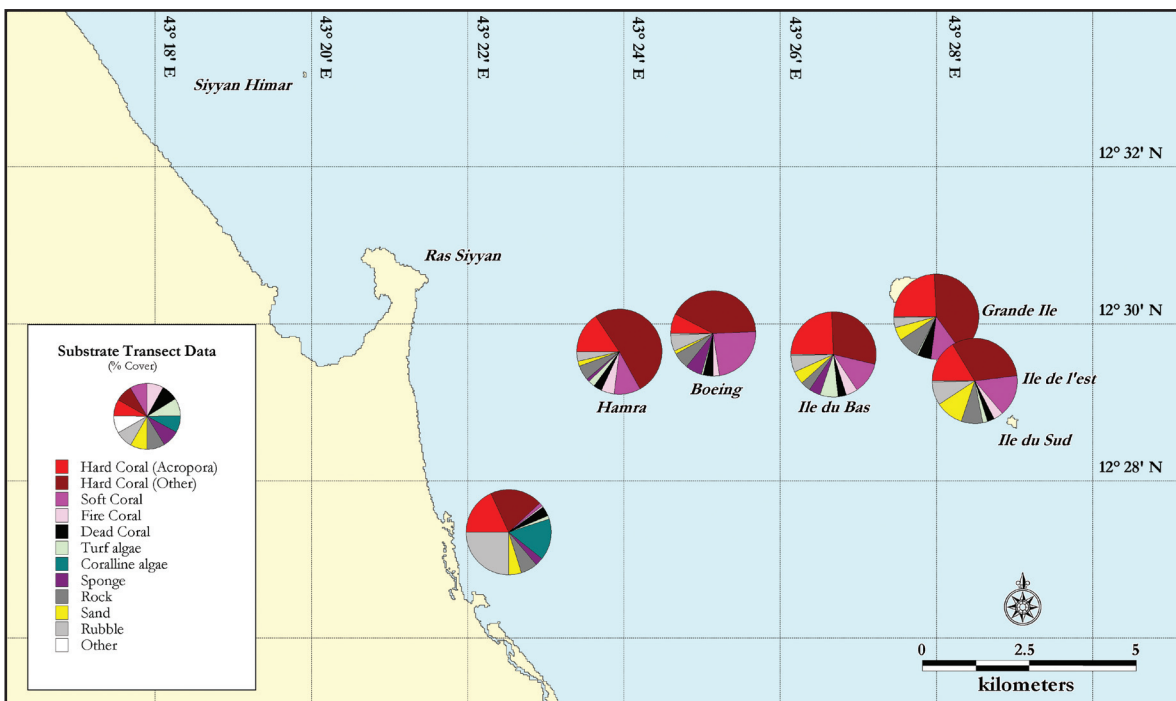 43° 18' E
43° 20' E
43° 22' E
43° 24' E
43° 26' E
43° 28' E
Siyyan Himar
12° 32' N
Ras Siyyan
Grande Ile
12° 30' N
Ile de l'est
Boeing
Hamra
Ile du Bas
Ile du Sud
12° 28' N
Substrate Transect Data
(% Cover)
Hard Coral (Acropora)
Hard Coral (Other)
Soft Coral
Fire Coral
Dead Coral
Turf algae
Coralline algae
Sponge
Rock
Sand
Rubble
Other
0 2.5 5
kilometers